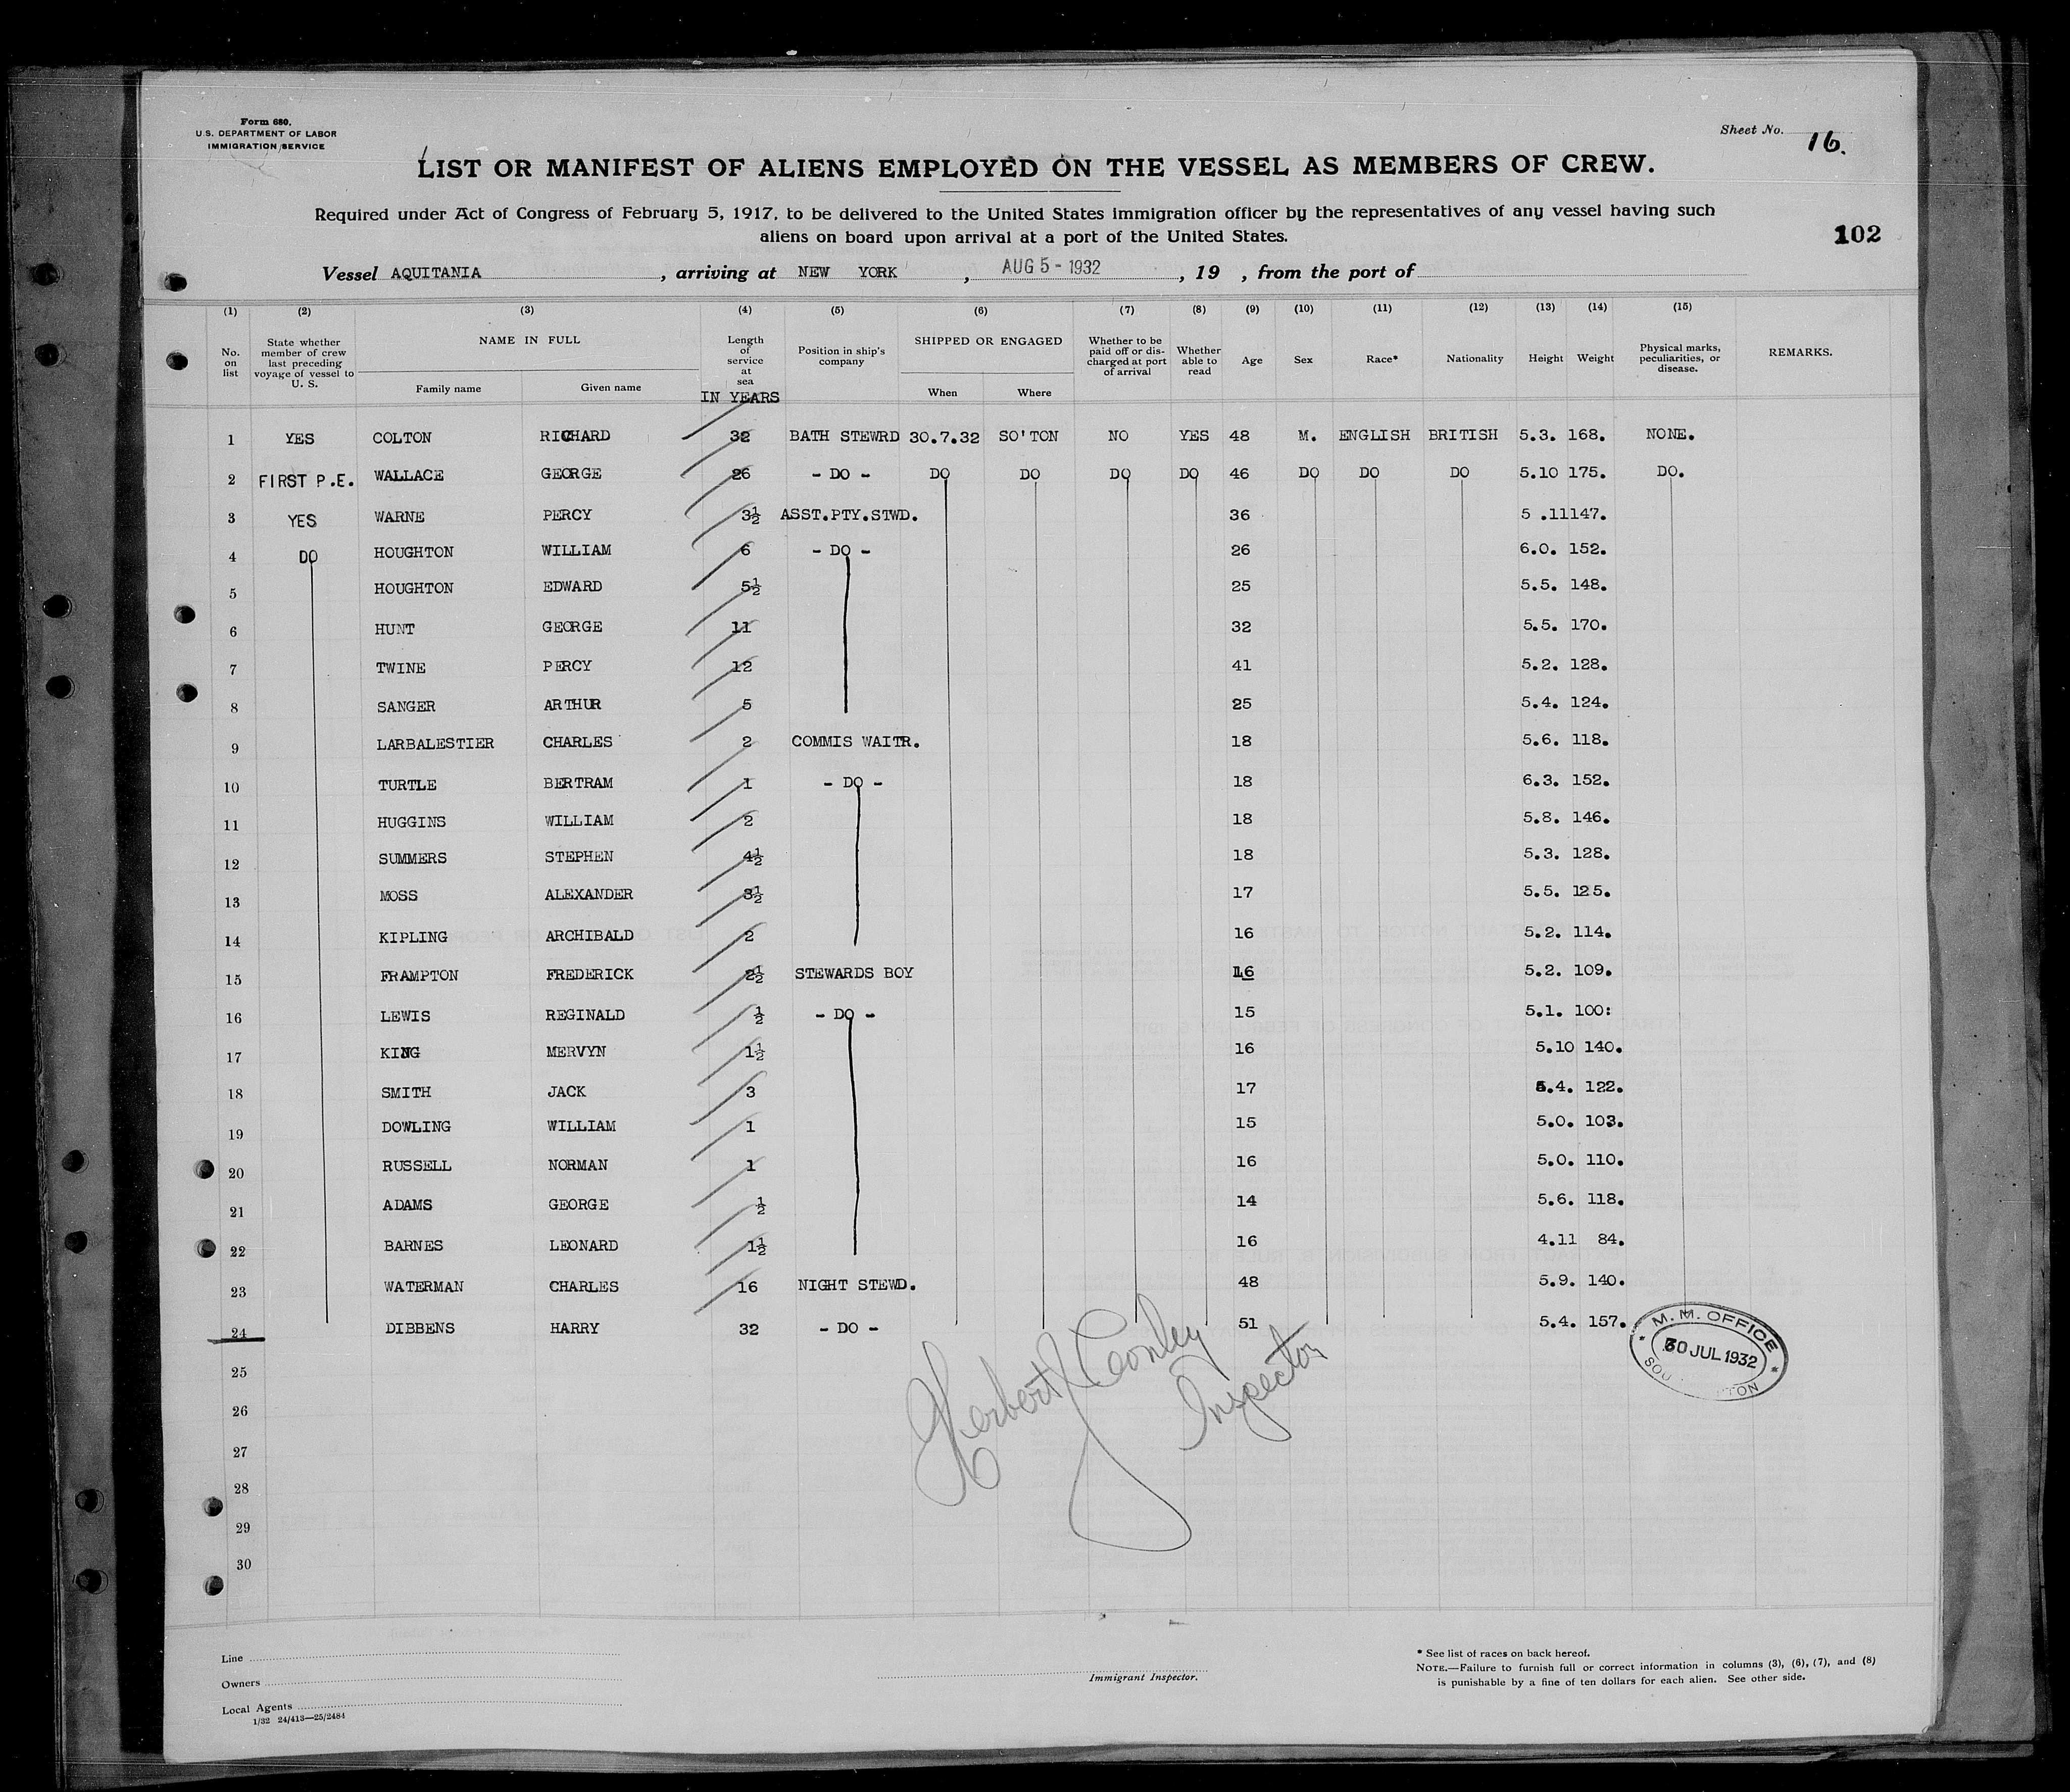 Form 680.
U.S. DEPARTMENT OF LABOR
IMMIGRATION SERVICE
Sheet No. 16.
LIST OR MANIFEST OF ALIENS EMPLOYED ON THE VESSEL AS MEMBERS OF CREW.
Required under Act of Congress of February 5, 1917, to be delivered to the United States immigration officer by the representatives of any vessel having such
aliens on board upon arrival at a port of the United States.
102
Vessel AQUITANIA , arriving at NEW YORK , AUG 5 - 1932 , 19 , from the port of
(1) (2) (3) (4) (5) (6) (7) (8) (9) (10) (11) (12) (13) (14) (15)
No. on list
State whether member of crew last preceding voyage of vessel to U. S.
NAME IN FULL
Family name
Given name
Length of service at sea
IN YEARS
Position in ship's company
SHIPPED OR ENGAGED
When
Where
Whether to be paid off or discharged at port of arrival
Whether able to read
Age
Sex
Race*
Nationality
Height
Weight
Physical marks, peculiarities, or disease.
REMARKS.
1 YES COLTON RICHARD 32 BATH STEWRD 30.7.32 SO'TON NO YES 48 M. ENGLISH BRITISH 5.3. 168. NONE.
2 FIRST P.E. WALLACE GEORGE 26 - DO - DO DO DO DO 46 DO DO DO 5.10 175. DO.
3 YES WARNE PERCY 3½ ASST.PTY.STWD. 36 5 .11 147.
4 DO HOUGHTON WILLIAM 6 - DO - 26 6.0. 152.
5 HOUGHTON EDWARD 5½ 25 5.5. 148.
6 HUNT GEORGE 11 32 5.5. 170.
7 TWINE PERCY 12 41 5.2. 128.
8 SANGER ARTHUR 5 25 5.4. 124.
9 LARBALESTIER CHARLES 2 COMMIS WAITR. 18 5.6. 118.
10 TURTLE BERTRAM 1 - DO - 18 6.3. 152.
11 HUGGINS WILLIAM 2 18 5.8. 146.
12 SUMMERS STEPHEN 4½ 18 5.3. 128.
13 MOSS ALEXANDER 3½ 17 5.5. 125.
14 KIPLING ARCHIBALD 2 16 5.2. 114.
15 FRAMPTON FREDERICK 2½ STEWARDS BOY 16 5.2. 109.
16 LEWIS REGINALD ½ - DO - 15 5.1. 100:
17 KING MERVYN 1½ 16 5.10 140.
18 SMITH JACK 3 17 5.4. 122.
19 DOWLING WILLIAM 1 15 5.0. 103.
20 RUSSELL NORMAN 1 16 5.0. 110.
21 ADAMS GEORGE ½ 14 5.6. 118.
22 BARNES LEONARD 1½ 16 4.11 84.
23 WATERMAN CHARLES 16 NIGHT STEWD. 48 5.9. 140.
24 DIBBENS HARRY 32 - DO - 51 5.4. 157.
M. M. OFFICE
30 JUL 1932
25
26
27
28
29
30
Herbert J Conley
Inspector
Line
Owners
Local Agents
1/32 24/413—25/2484
Immigrant Inspector.
* See list of races on back hereof.
NOTE.—Failure to furnish full or correct information in columns (3), (6), (7), and (8)
is punishable by a fine of ten dollars for each alien. See other side.